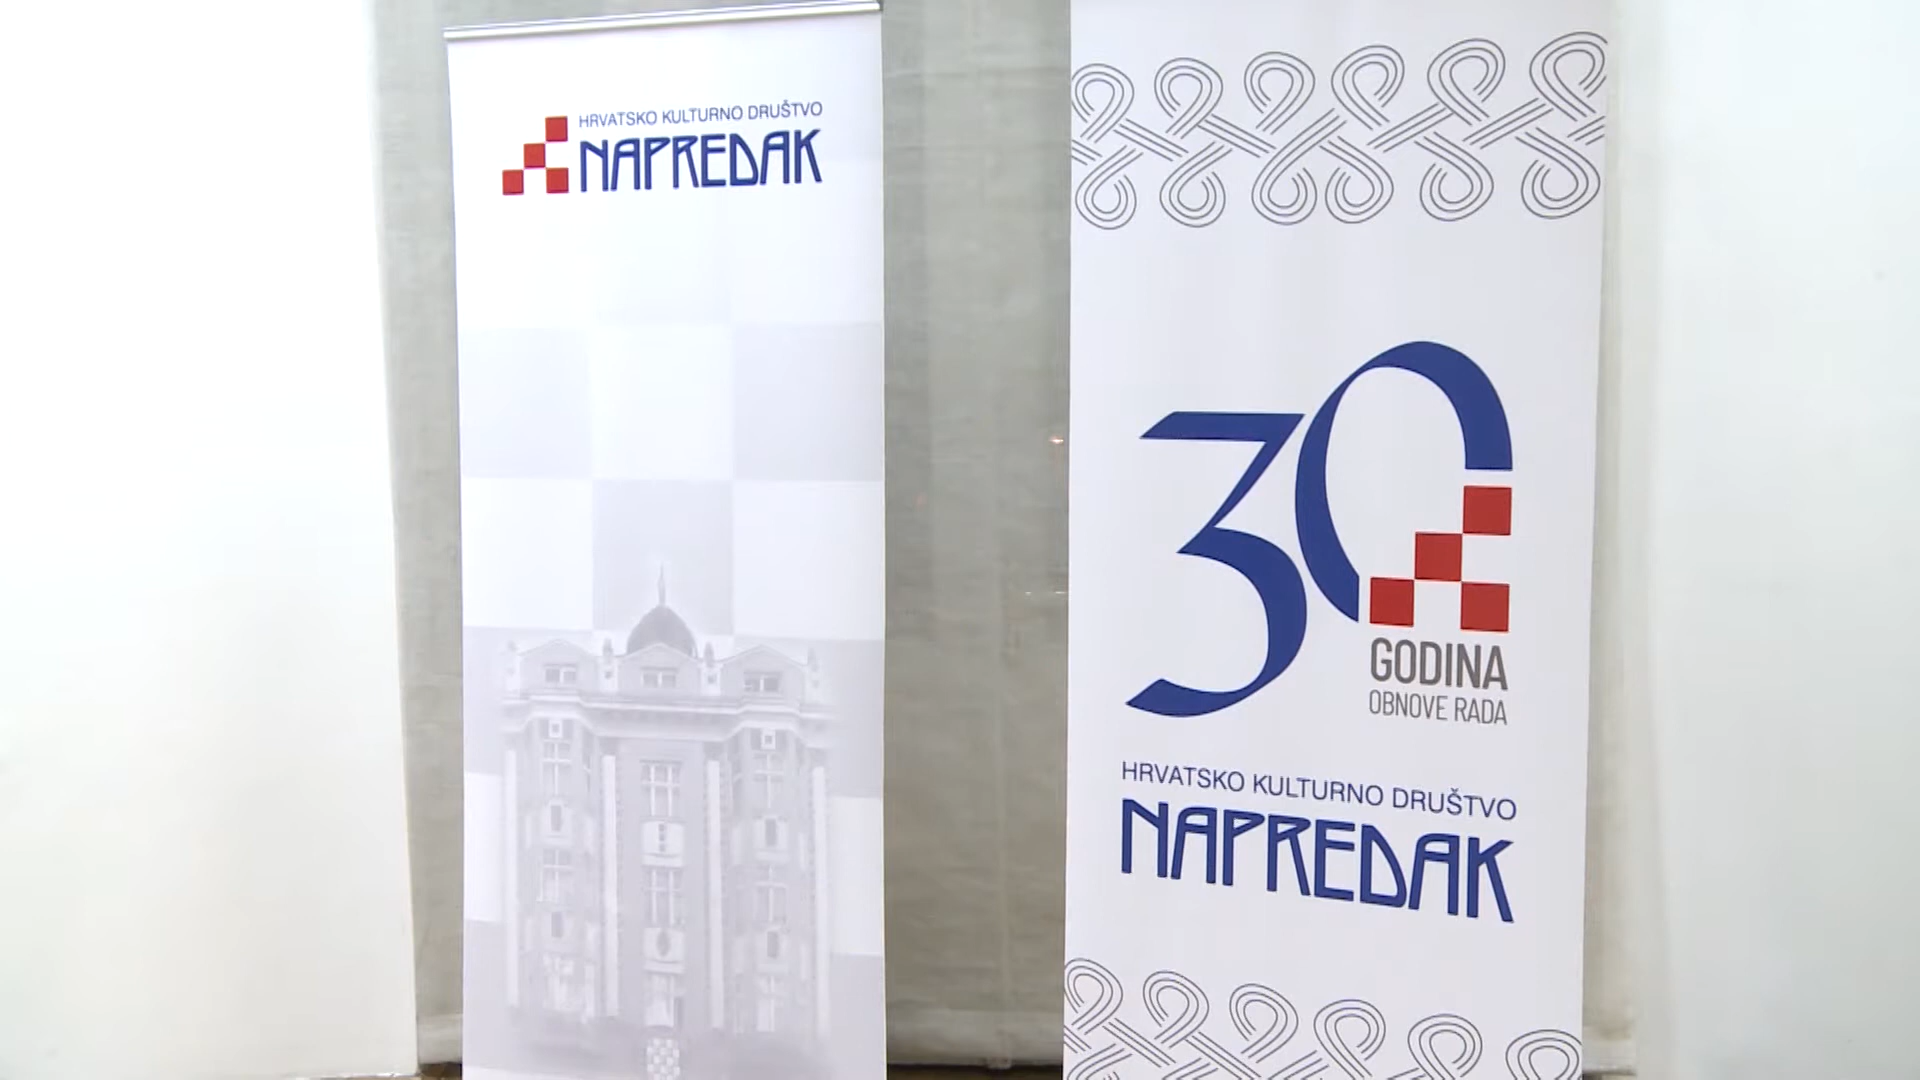 HRVATSKO KULTURNO DRUŠTVO
NAPREDAK
30
GODINA
OBNOVE RADA
HRVATSKO KULTURNO DRUŠTVO
NAPREDAK